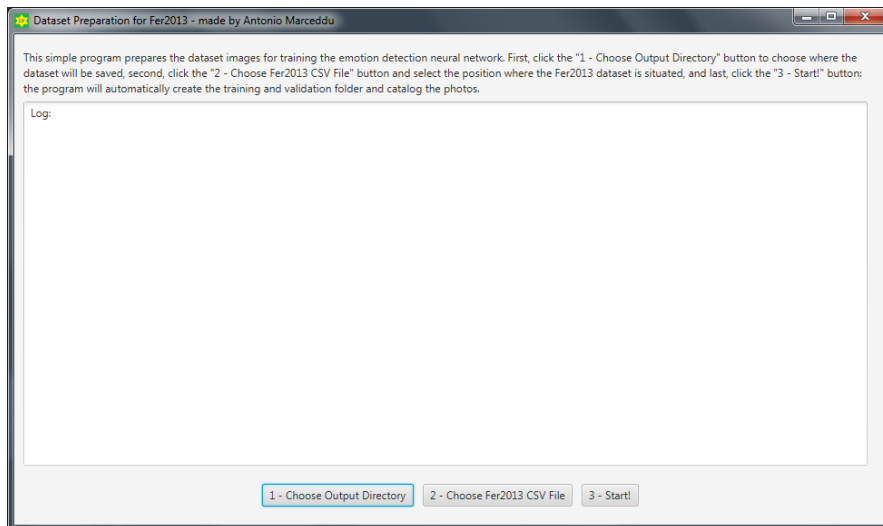 Dataset Preparation for Fer2013 - made by Antonio Marceddu
This simple program prepares the dataset images for training the emotion detection neural network. First, click the "1 - Choose Output Directory" button to choose where the
dataset will be saved, second, click the "2 - Choose Fer2013 CSV File" button and select the position where the Fer2013 dataset is situated, and last, click the "3 - Start!" button:
the program will automatically create the training and validation folder and catalog the photos.
Log:
1 - Choose Output Directory
2 - Choose Fer2013 CSV File
3 - Start!